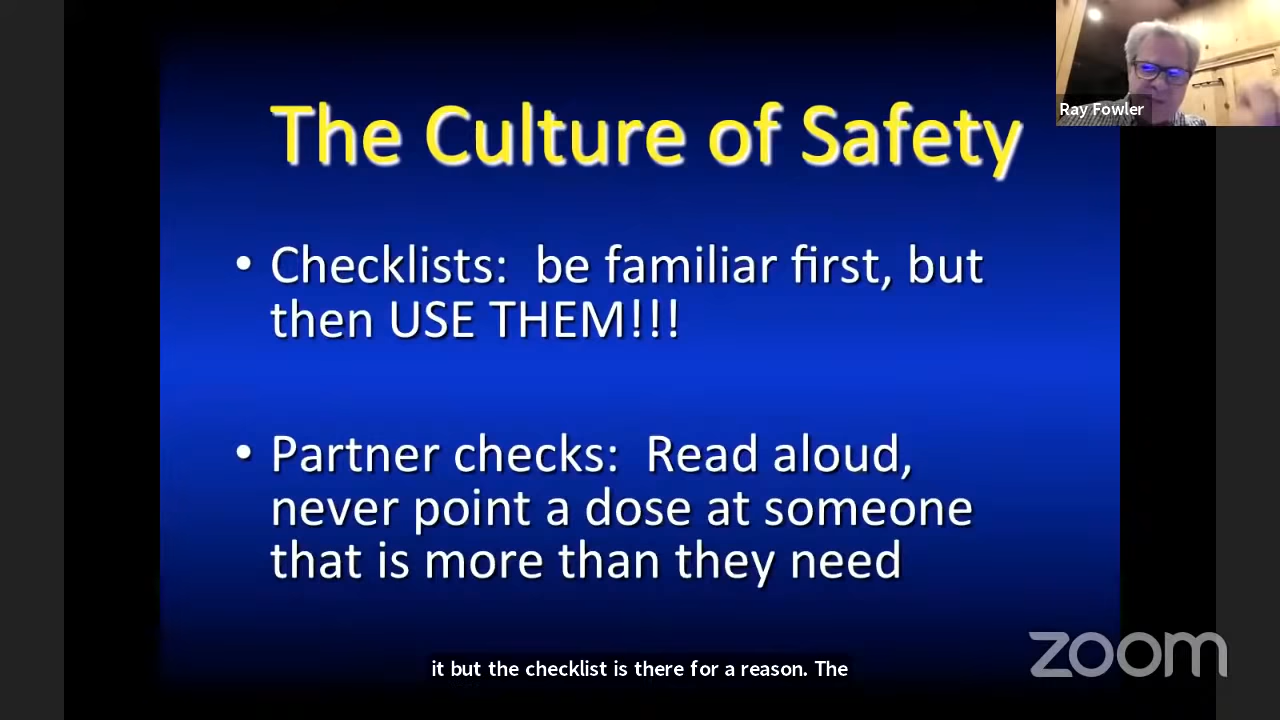 Ray Fowler
The Culture of Safety
• Checklists:  be familiar first, but
then USE THEM!!!
• Partner checks:  Read aloud,
never point a dose at someone
that is more than they need
it but the checklist is there for a reason. The
zoom